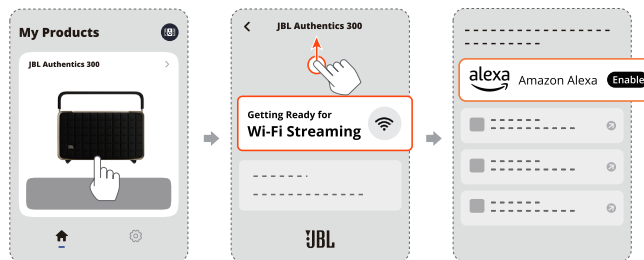 My Products
JBL Authentics 300
JBL
JBL Authentics 300
Getting Ready for
Wi-Fi Streaming
JBL
alexa Amazon Alexa Enable